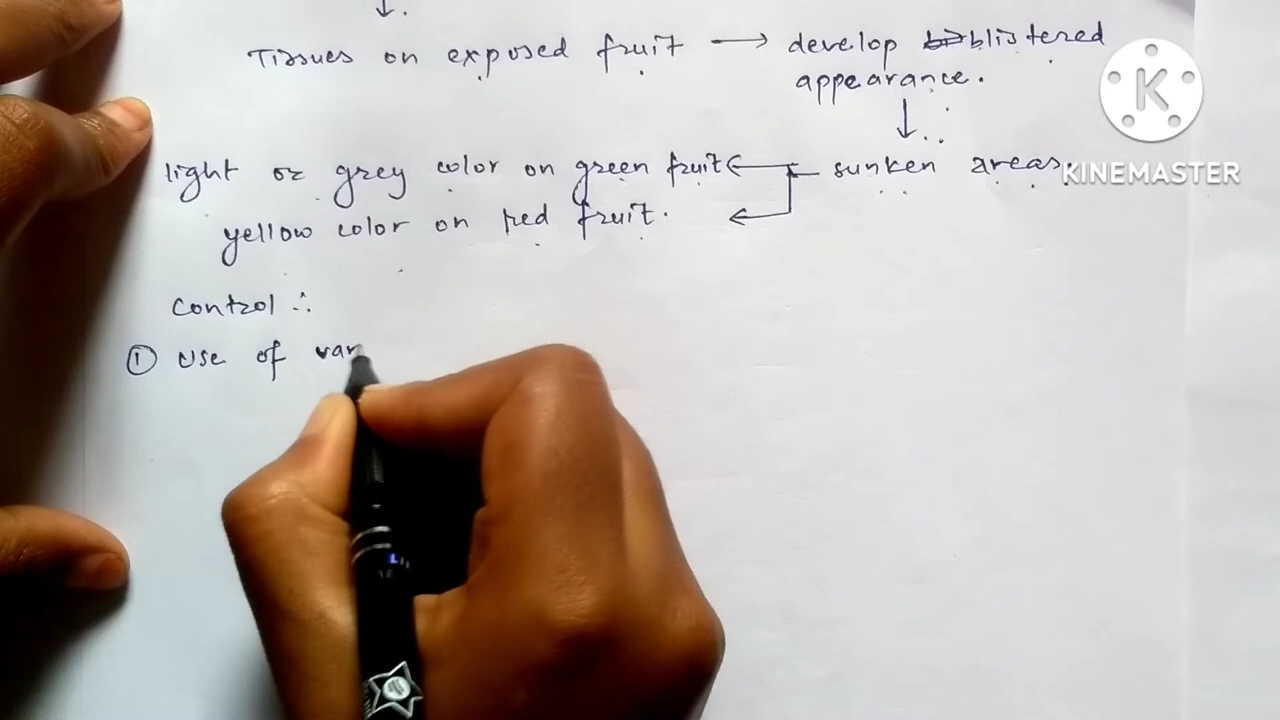 Tissues on exposed fruit → develop blistered
appearance.
↓
light or grey color on green fruit ← sunken areas.
yellow color on red fruit. ←
KINEMASTER
control :
① Use of var